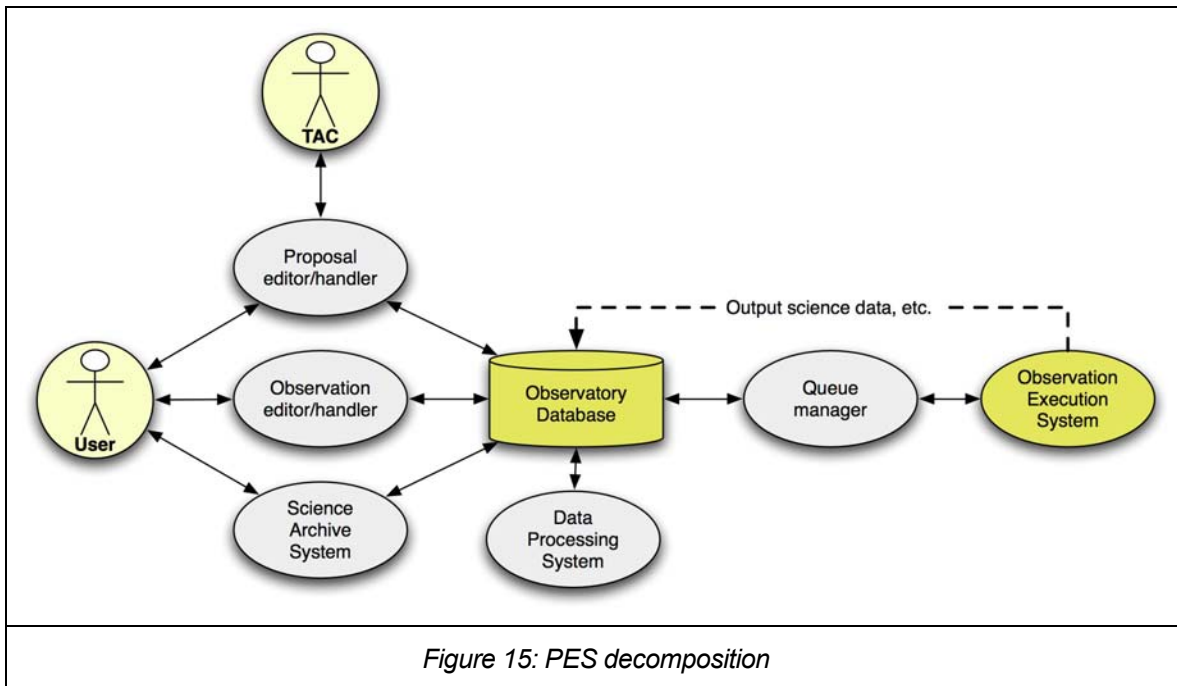 TAC
Proposal
editor/handler
Output science data, etc.
User
Observation
editor/handler
Observatory
Database
Queue
manager
Observation
Execution
System
Science
Archive
System
Data
Processing
System
Figure 15: PES decomposition